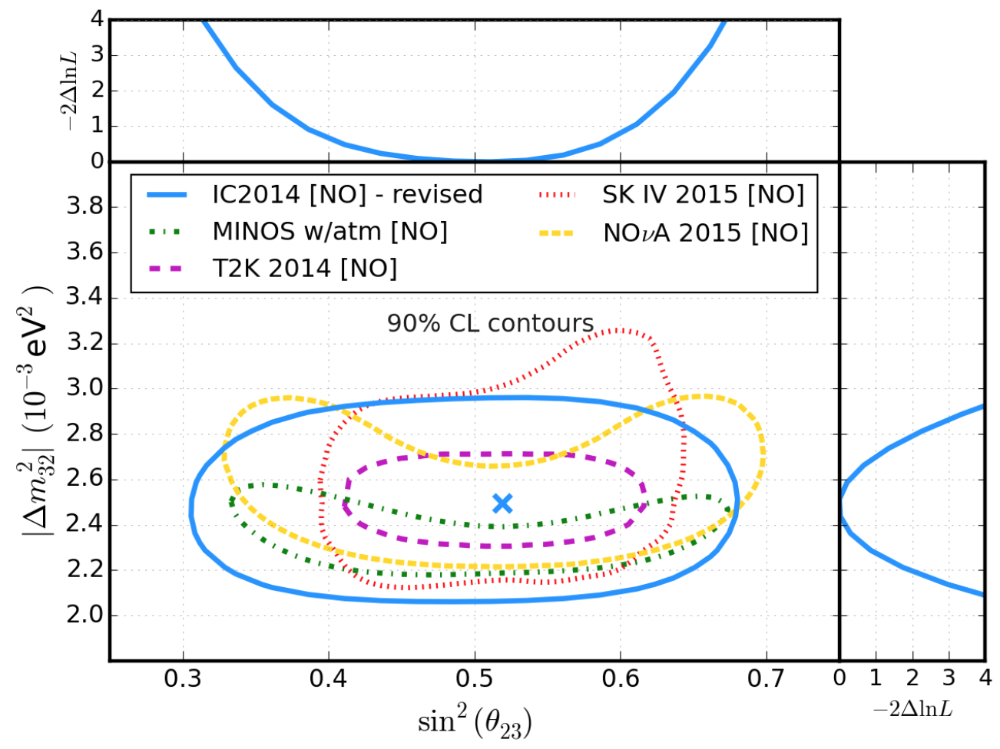 4
3
2
1
0
−2ΔlnL
IC2014 [NO] - revised
MINOS w/atm [NO]
T2K 2014 [NO]
SK IV 2015 [NO]
NOνA 2015 [NO]
90% CL contours
3.8
3.6
3.4
3.2
3.0
2.8
2.6
2.4
2.2
2.0
|Δm²₃₂| (10⁻³ eV²)
0.3 0.4 0.5 0.6 0.7
sin²(θ₂₃)
0 1 2 3 4
−2ΔlnL